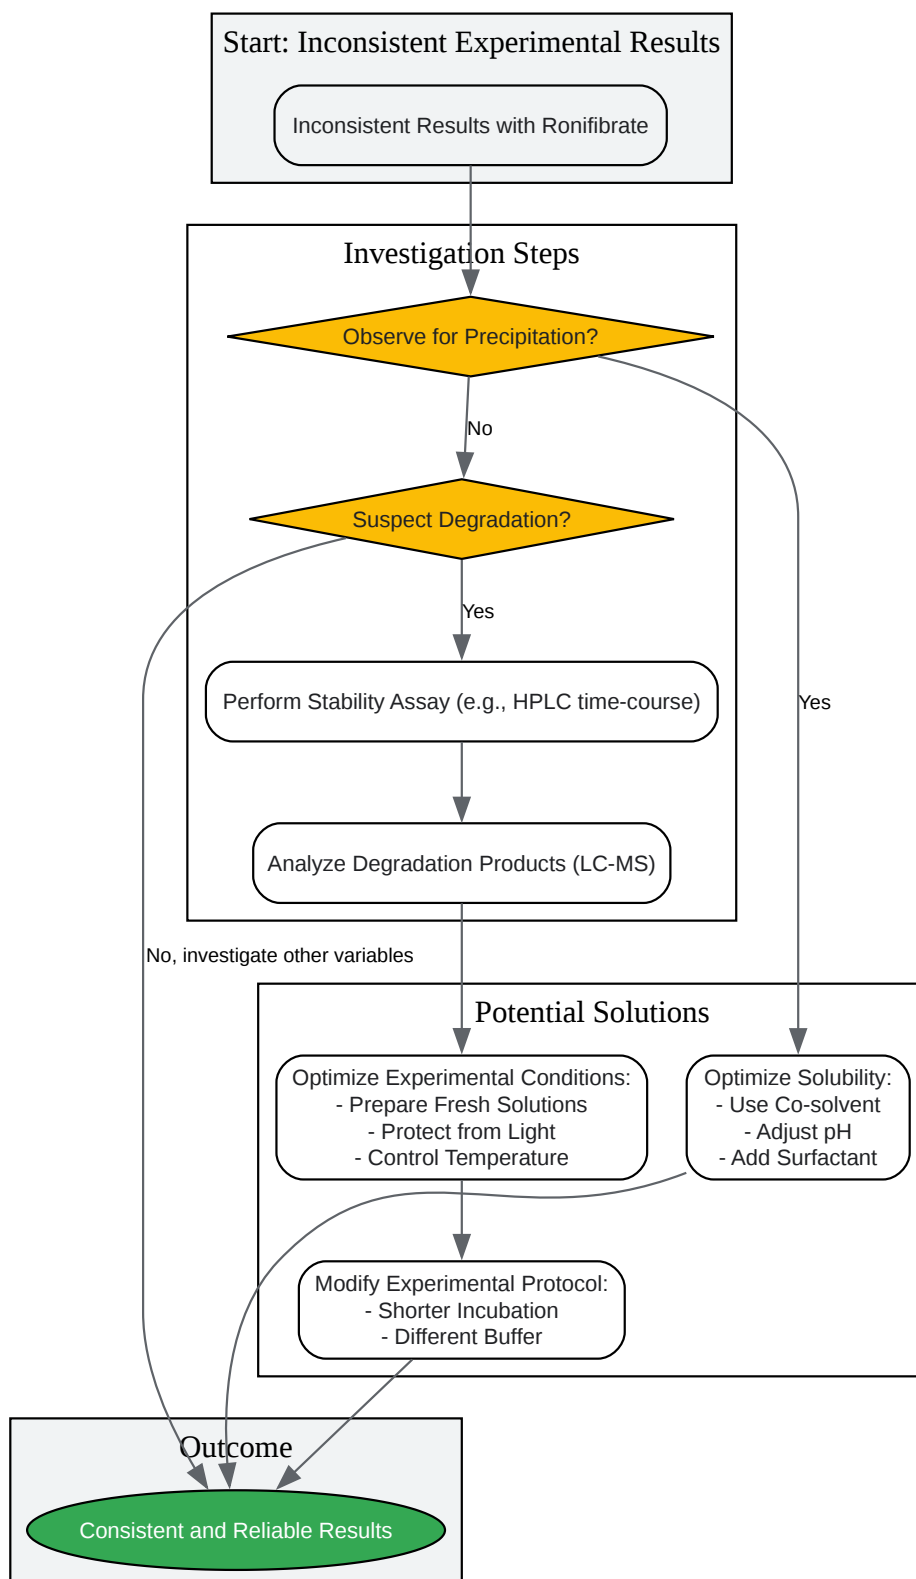 Start: Inconsistent Experimental Results
Inconsistent Results with Ronifibrate
Investigation Steps
Observe for Precipitation?
No
Suspect Degradation?
Yes
Perform Stability Assay (e.g., HPLC time-course)
Yes
Analyze Degradation Products (LC-MS)
No, investigate other variables
Potential Solutions
Optimize Experimental Conditions:
- Prepare Fresh Solutions
- Protect from Light
- Control Temperature
Optimize Solubility:
- Use Co-solvent
- Adjust pH
- Add Surfactant
Modify Experimental Protocol:
- Shorter Incubation
- Different Buffer
Outcome
Consistent and Reliable Results